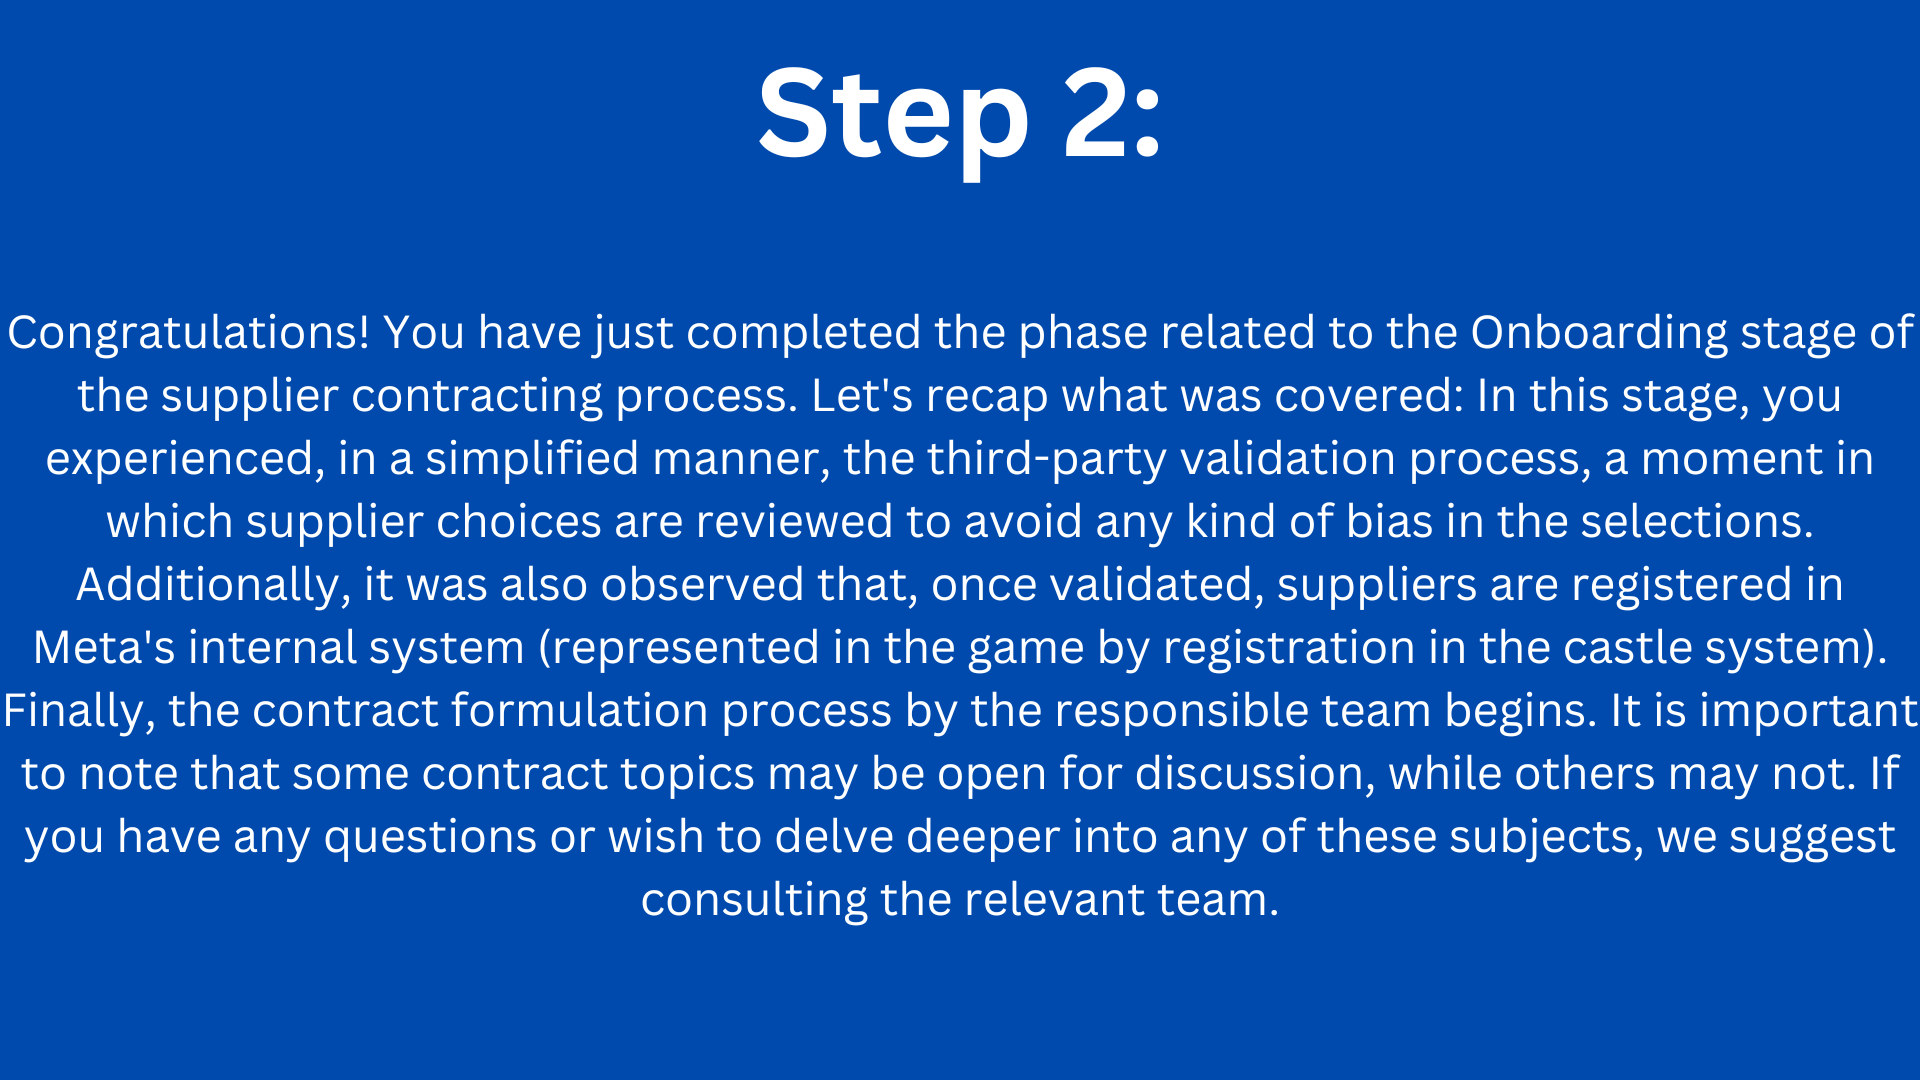 Step 2:
Congratulations! You have just completed the phase related to the Onboarding stage of
the supplier contracting process. Let's recap what was covered: In this stage, you
experienced, in a simplified manner, the third-party validation process, a moment in
which supplier choices are reviewed to avoid any kind of bias in the selections.
Additionally, it was also observed that, once validated, suppliers are registered in
Meta's internal system (represented in the game by registration in the castle system).
Finally, the contract formulation process by the responsible team begins. It is important
to note that some contract topics may be open for discussion, while others may not. If
you have any questions or wish to delve deeper into any of these subjects, we suggest
consulting the relevant team.